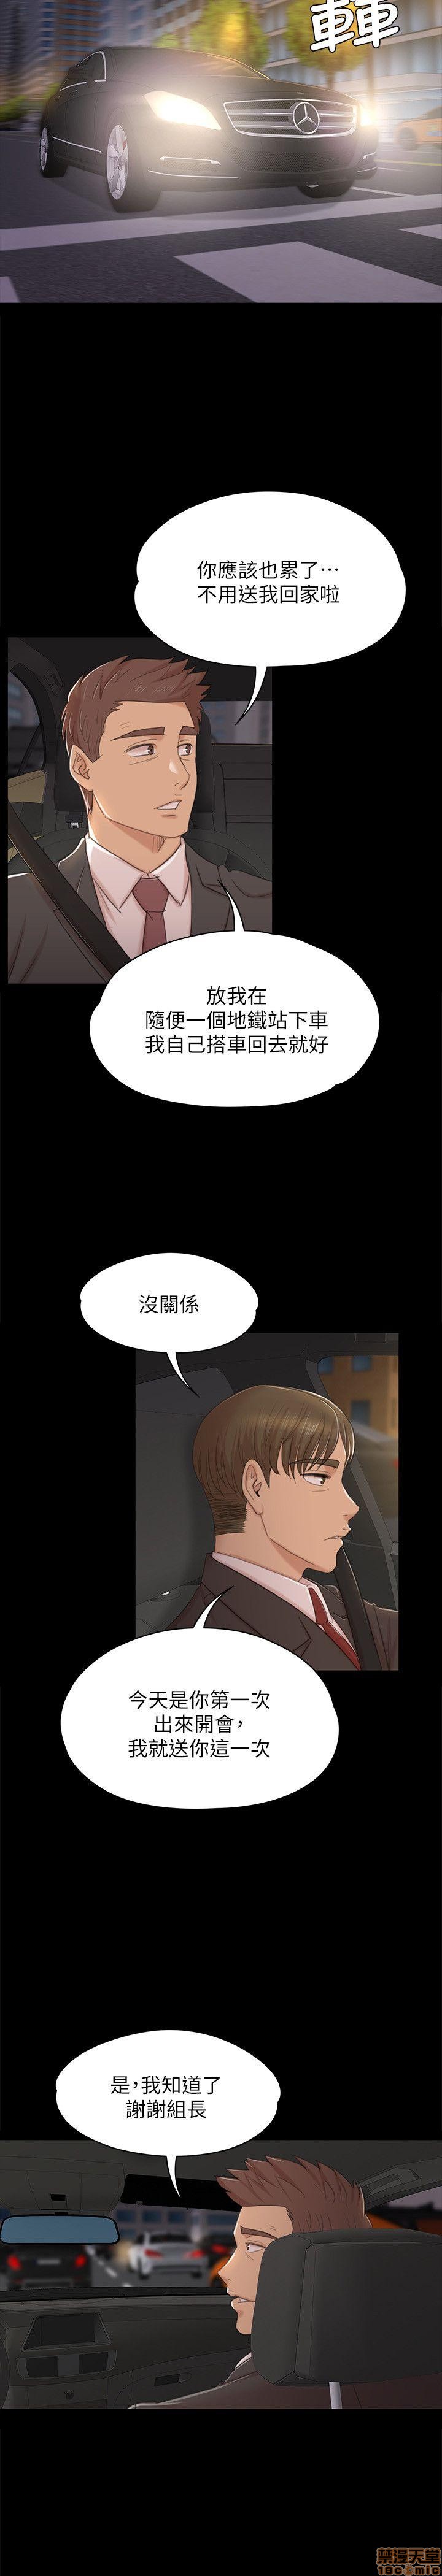 轟
你應該也累了…
不用送我回家啦
放我在
隨便一個地鐵站下車
我自己搭車回去就好
沒關係
今天是你第一次
出來開會，
我就送你這一次
是，我知道了
謝謝組長
禁漫天堂